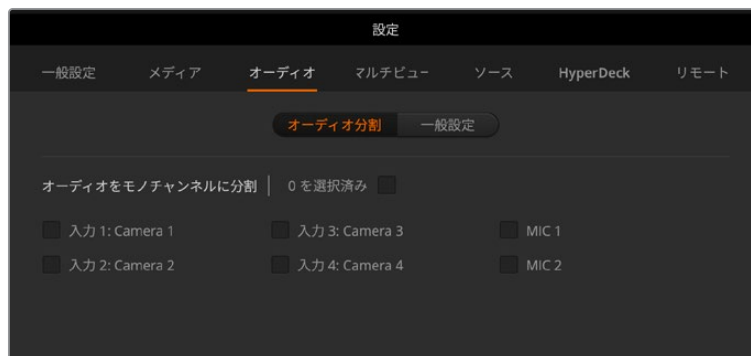 設定
一般設定 メディア オーディオ マルチビュー ソース HyperDeck リモート
オーディオ分割 一般設定
オーディオをモノチャンネルに分割 0 を選択済み
入力 1: Camera 1 入力 3: Camera 3 MIC 1
入力 2: Camera 2 入力 4: Camera 4 MIC 2